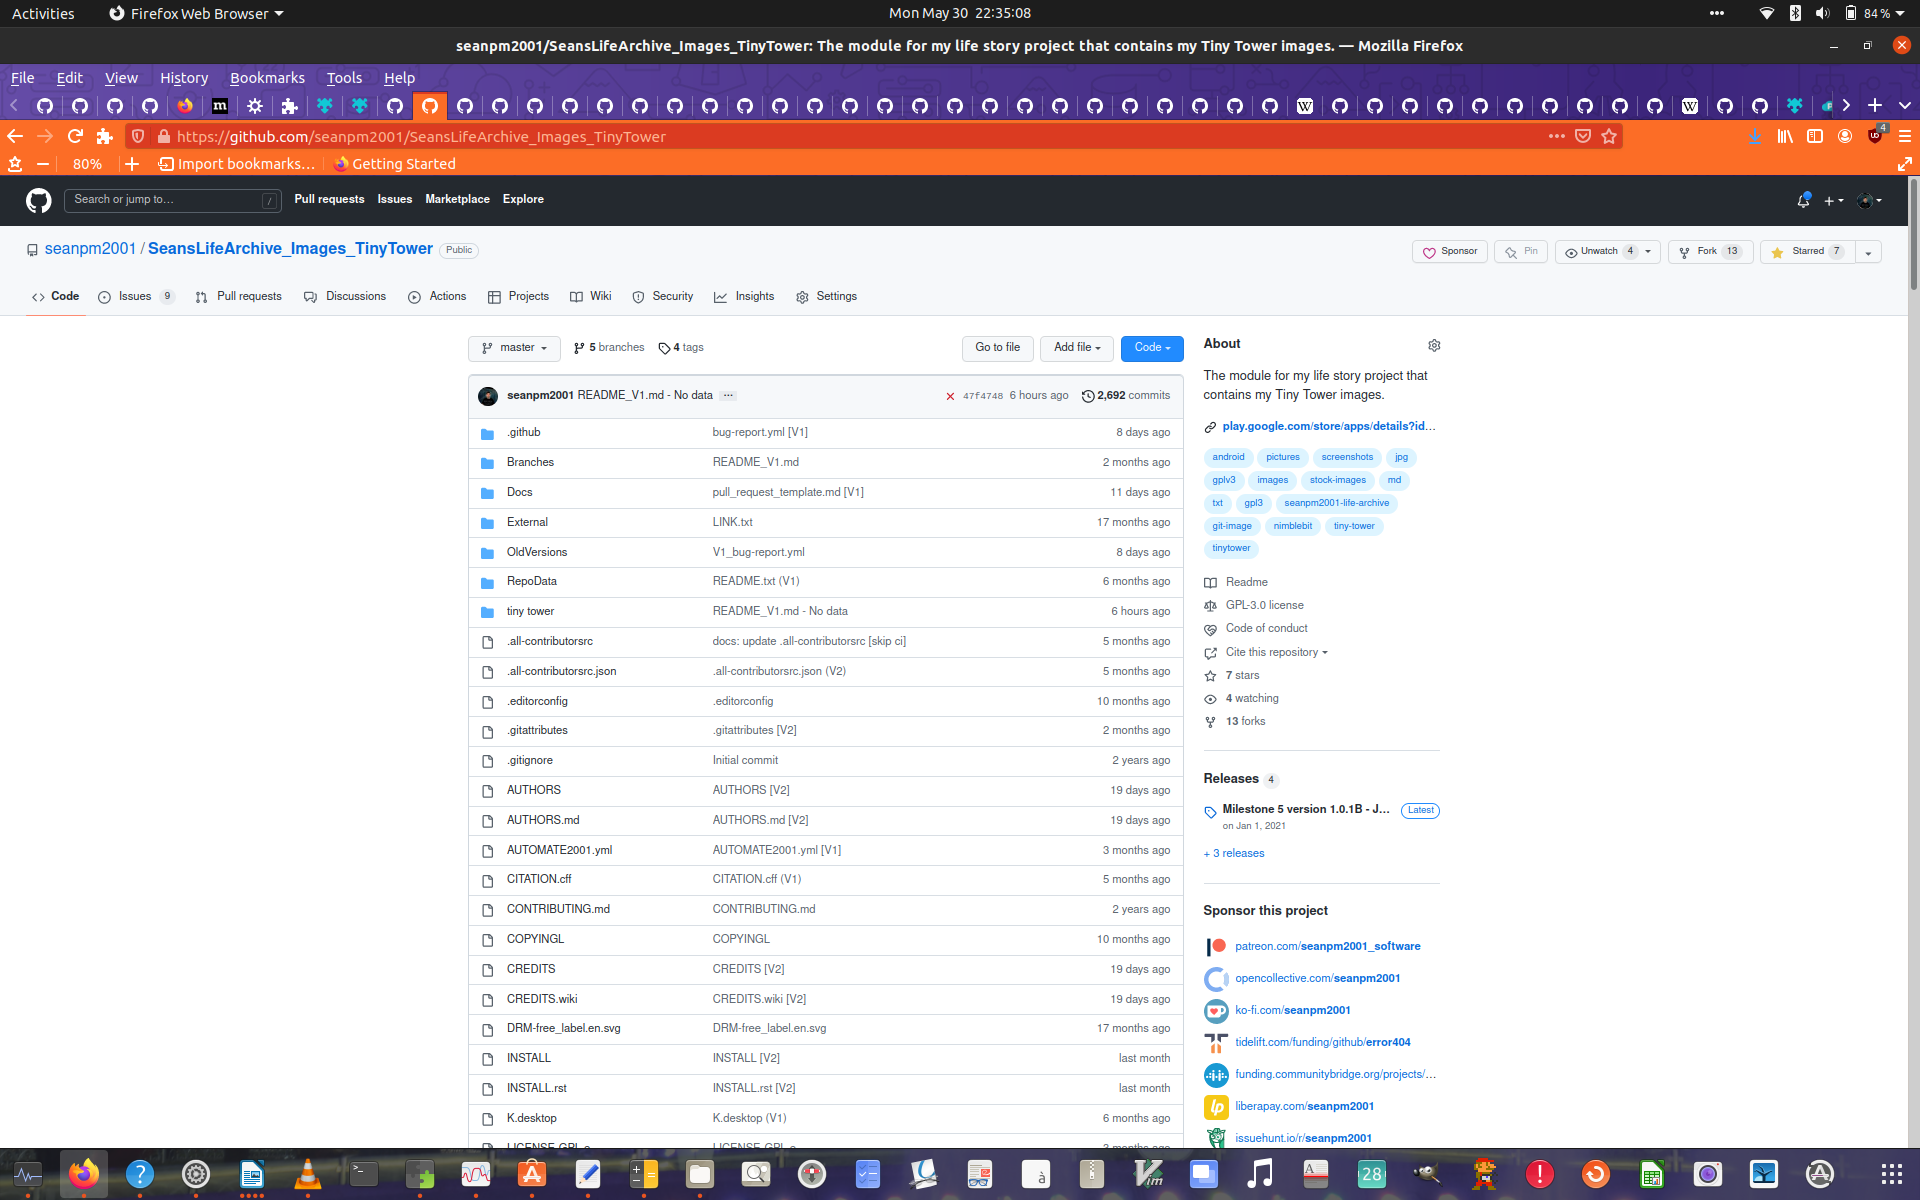 Activities Firefox Web Browser Mon May 30 22:35:08 84 %
seanpm2001/SeansLifeArchive_Images_TinyTower: The module for my life story project that contains my Tiny Tower images. — Mozilla Firefox
File Edit View History Bookmarks Tools Help
https://github.com/seanpm2001/SeansLifeArchive_Images_TinyTower 4
80% Import bookmarks... Getting Started
Search or jump to... / Pull requests Issues Marketplace Explore
seanpm2001 / SeansLifeArchive_Images_TinyTower Public Sponsor Pin Unwatch 4 Fork 13 Starred 7
Code Issues 9 Pull requests Discussions Actions Projects Wiki Security Insights Settings
master 5 branches 4 tags Go to file Add file Code
seanpm2001 README_V1.md - No data ... 47f4748 6 hours ago 2,692 commits
.github bug-report.yml [V1] 8 days ago
Branches README_V1.md 2 months ago
Docs pull_request_template.md [V1] 11 days ago
External LINK.txt 17 months ago
OldVersions V1_bug-report.yml 8 days ago
RepoData README.txt (V1) 6 months ago
tiny tower README_V1.md - No data 6 hours ago
.all-contributorsrc docs: update .all-contributorsrc [skip ci] 5 months ago
.all-contributorsrc.json .all-contributorsrc.json (V2) 5 months ago
.editorconfig .editorconfig 10 months ago
.gitattributes .gitattributes [V2] 2 months ago
.gitignore Initial commit 2 years ago
AUTHORS AUTHORS [V2] 19 days ago
AUTHORS.md AUTHORS.md [V2] 19 days ago
AUTOMATE2001.yml AUTOMATE2001.yml [V1] 3 months ago
CITATION.cff CITATION.cff (V1) 5 months ago
CONTRIBUTING.md CONTRIBUTING.md 2 years ago
COPYINGL COPYINGL 10 months ago
CREDITS CREDITS [V2] 19 days ago
CREDITS.wiki CREDITS.wiki [V2] 19 days ago
DRM-free_label.en.svg DRM-free_label.en.svg 17 months ago
INSTALL INSTALL [V2] last month
INSTALL.rst INSTALL.rst [V2] last month
K.desktop K.desktop (V1) 6 months ago
About
The module for my life story project that
contains my Tiny Tower images.
play.google.com/store/apps/details?id...
android pictures screenshots jpg
gplv3 images stock-images md
txt gpl3 seanpm2001-life-archive
git-image nimblebit tiny-tower
tinytower
Readme
GPL-3.0 license
Code of conduct
Cite this repository
7 stars
4 watching
13 forks
Releases 4
Milestone 5 version 1.0.1B - J... Latest
on Jan 1, 2021
+ 3 releases
Sponsor this project
patreon.com/seanpm2001_software
opencollective.com/seanpm2001
ko-fi.com/seanpm2001
tidelift.com/funding/github/error404
funding.communitybridge.org/projects/...
liberapay.com/seanpm2001
issuehunt.io/r/seanpm2001
28